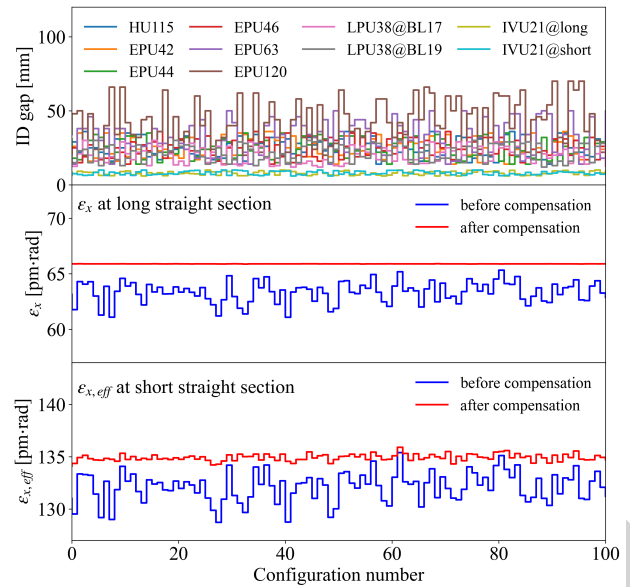 HU115 EPU46 LPU38@BL17 IVU21@long
EPU42 EPU63 LPU38@BL19 IVU21@short
EPU44 EPU120
ID gap [mm]
100
50
0
εx at long straight section
before compensation
after compensation
εx [pm·rad]
70
65
60
εx, eff at short straight section
before compensation
after compensation
εx, eff [pm·rad]
140
135
130
0 20 40 60 80 100
Configuration number